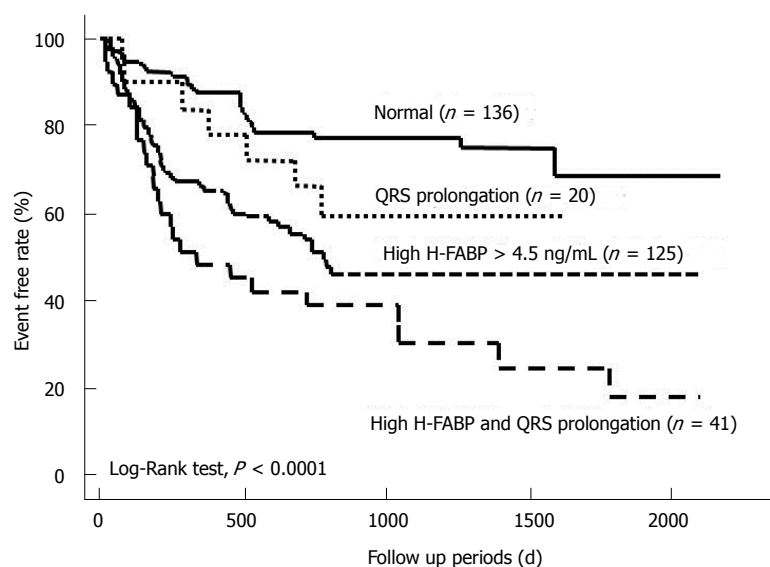 100
80
60
40
20
0
Event free rate (%)
Normal (n = 136)
QRS prolongation (n = 20)
High H-FABP > 4.5 ng/mL (n = 125)
High H-FABP and QRS prolongation (n = 41)
Log-Rank test, P < 0.0001
0 500 1000 1500 2000
Follow up periods (d)